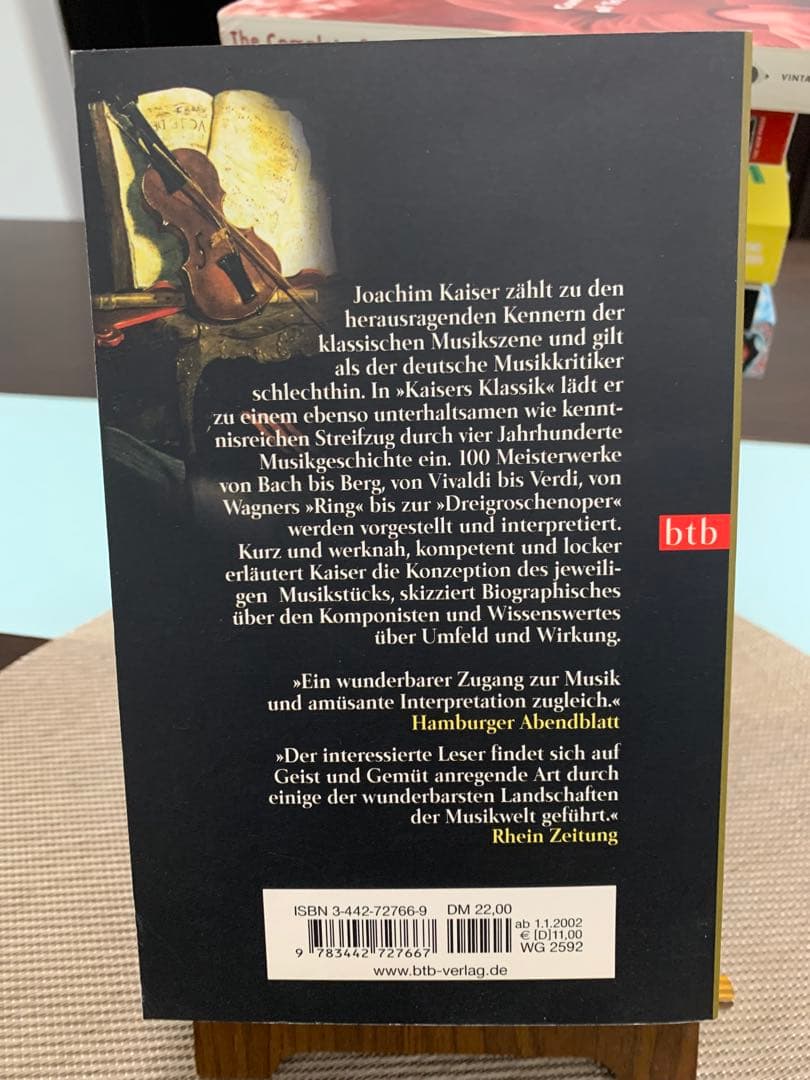 The Complete
VINTA
Joachim Kaiser zählt zu den
herausragenden Kennern der
klassischen Musikszene und gilt
als der deutsche Musikkritiker
schlechthin. In »Kaisers Klassik« lädt er
zu einem ebenso unterhaltsamen wie kennt-
nisreichen Streifzug durch vier Jahrhunderte
Musikgeschichte ein. 100 Meisterwerke
von Bach bis Berg, von Vivaldi bis Verdi, von
Wagners »Ring« bis zur »Dreigroschenoper«
werden vorgestellt und interpretiert.
Kurz und werknah, kompetent und locker
erläutert Kaiser die Konzeption des jeweili-
gen Musikstücks, skizziert Biographisches
über den Komponisten und Wissenswertes
über Umfeld und Wirkung.
btb
»Ein wunderbarer Zugang zur Musik
und amüsante Interpretation zugleich.«
Hamburger Abendblatt
»Der interessierte Leser findet sich auf
Geist und Gemüt anregende Art durch
einige der wunderbarsten Landschaften
der Musikwelt geführt.«
Rhein Zeitung
ISBN 3-442-72766-9 DM 22,00
ab 1.1.2002
€ [D]11,00
WG 2592
9 783442 727667
www.btb-verlag.de